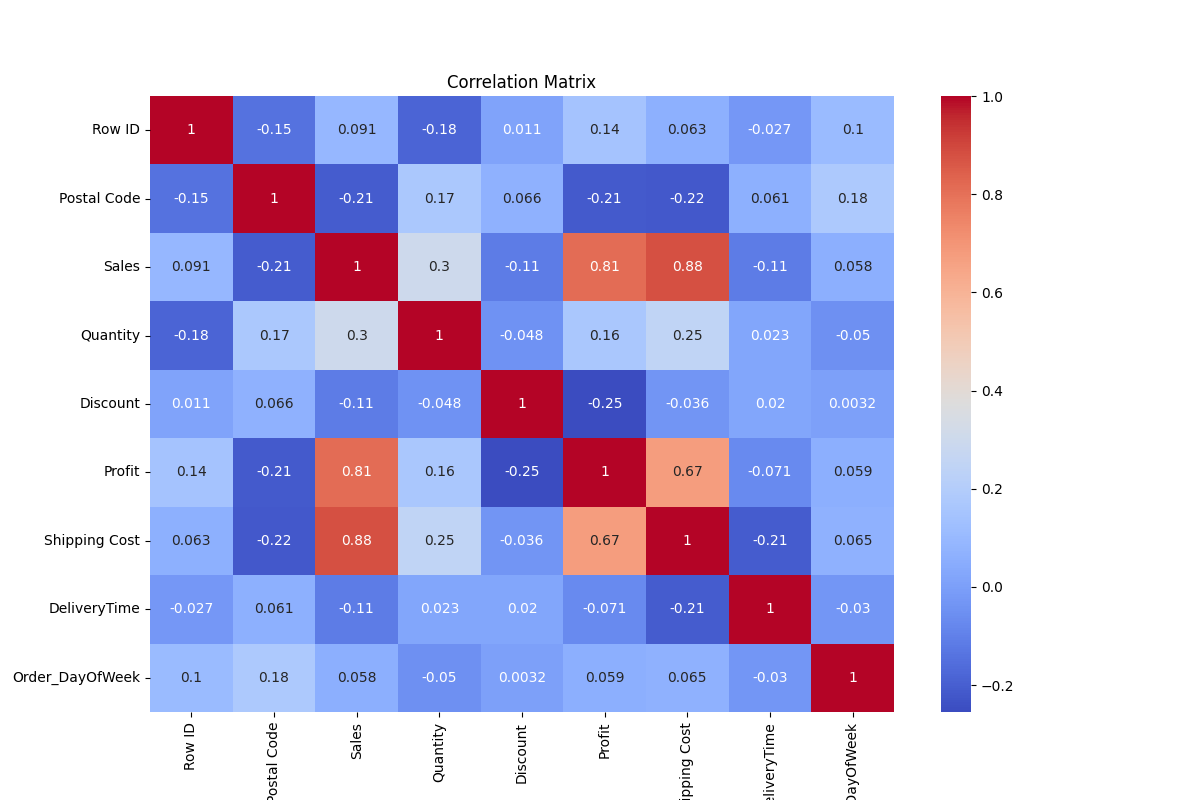 Correlation Matrix
Row ID 1 -0.15 0.091 -0.18 0.011 0.14 0.063 -0.027 0.1
Postal Code -0.15 1 -0.21 0.17 0.066 -0.21 -0.22 0.061 0.18
Sales 0.091 -0.21 1 0.3 -0.11 0.81 0.88 -0.11 0.058
Quantity -0.18 0.17 0.3 1 -0.048 0.16 0.25 0.023 -0.05
Discount 0.011 0.066 -0.11 -0.048 1 -0.25 -0.036 0.02 0.0032
Profit 0.14 -0.21 0.81 0.16 -0.25 1 0.67 -0.071 0.059
Shipping Cost 0.063 -0.22 0.88 0.25 -0.036 0.67 1 -0.21 0.065
DeliveryTime -0.027 0.061 -0.11 0.023 0.02 -0.071 -0.21 1 -0.03
Order_DayOfWeek 0.1 0.18 0.058 -0.05 0.0032 0.059 0.065 -0.03 1
Row ID
Postal Code
Sales
Quantity
Discount
Profit
ipping Cost
eliveryTime
DayOfWeek
1.0
0.8
0.6
0.4
0.2
0.0
−0.2